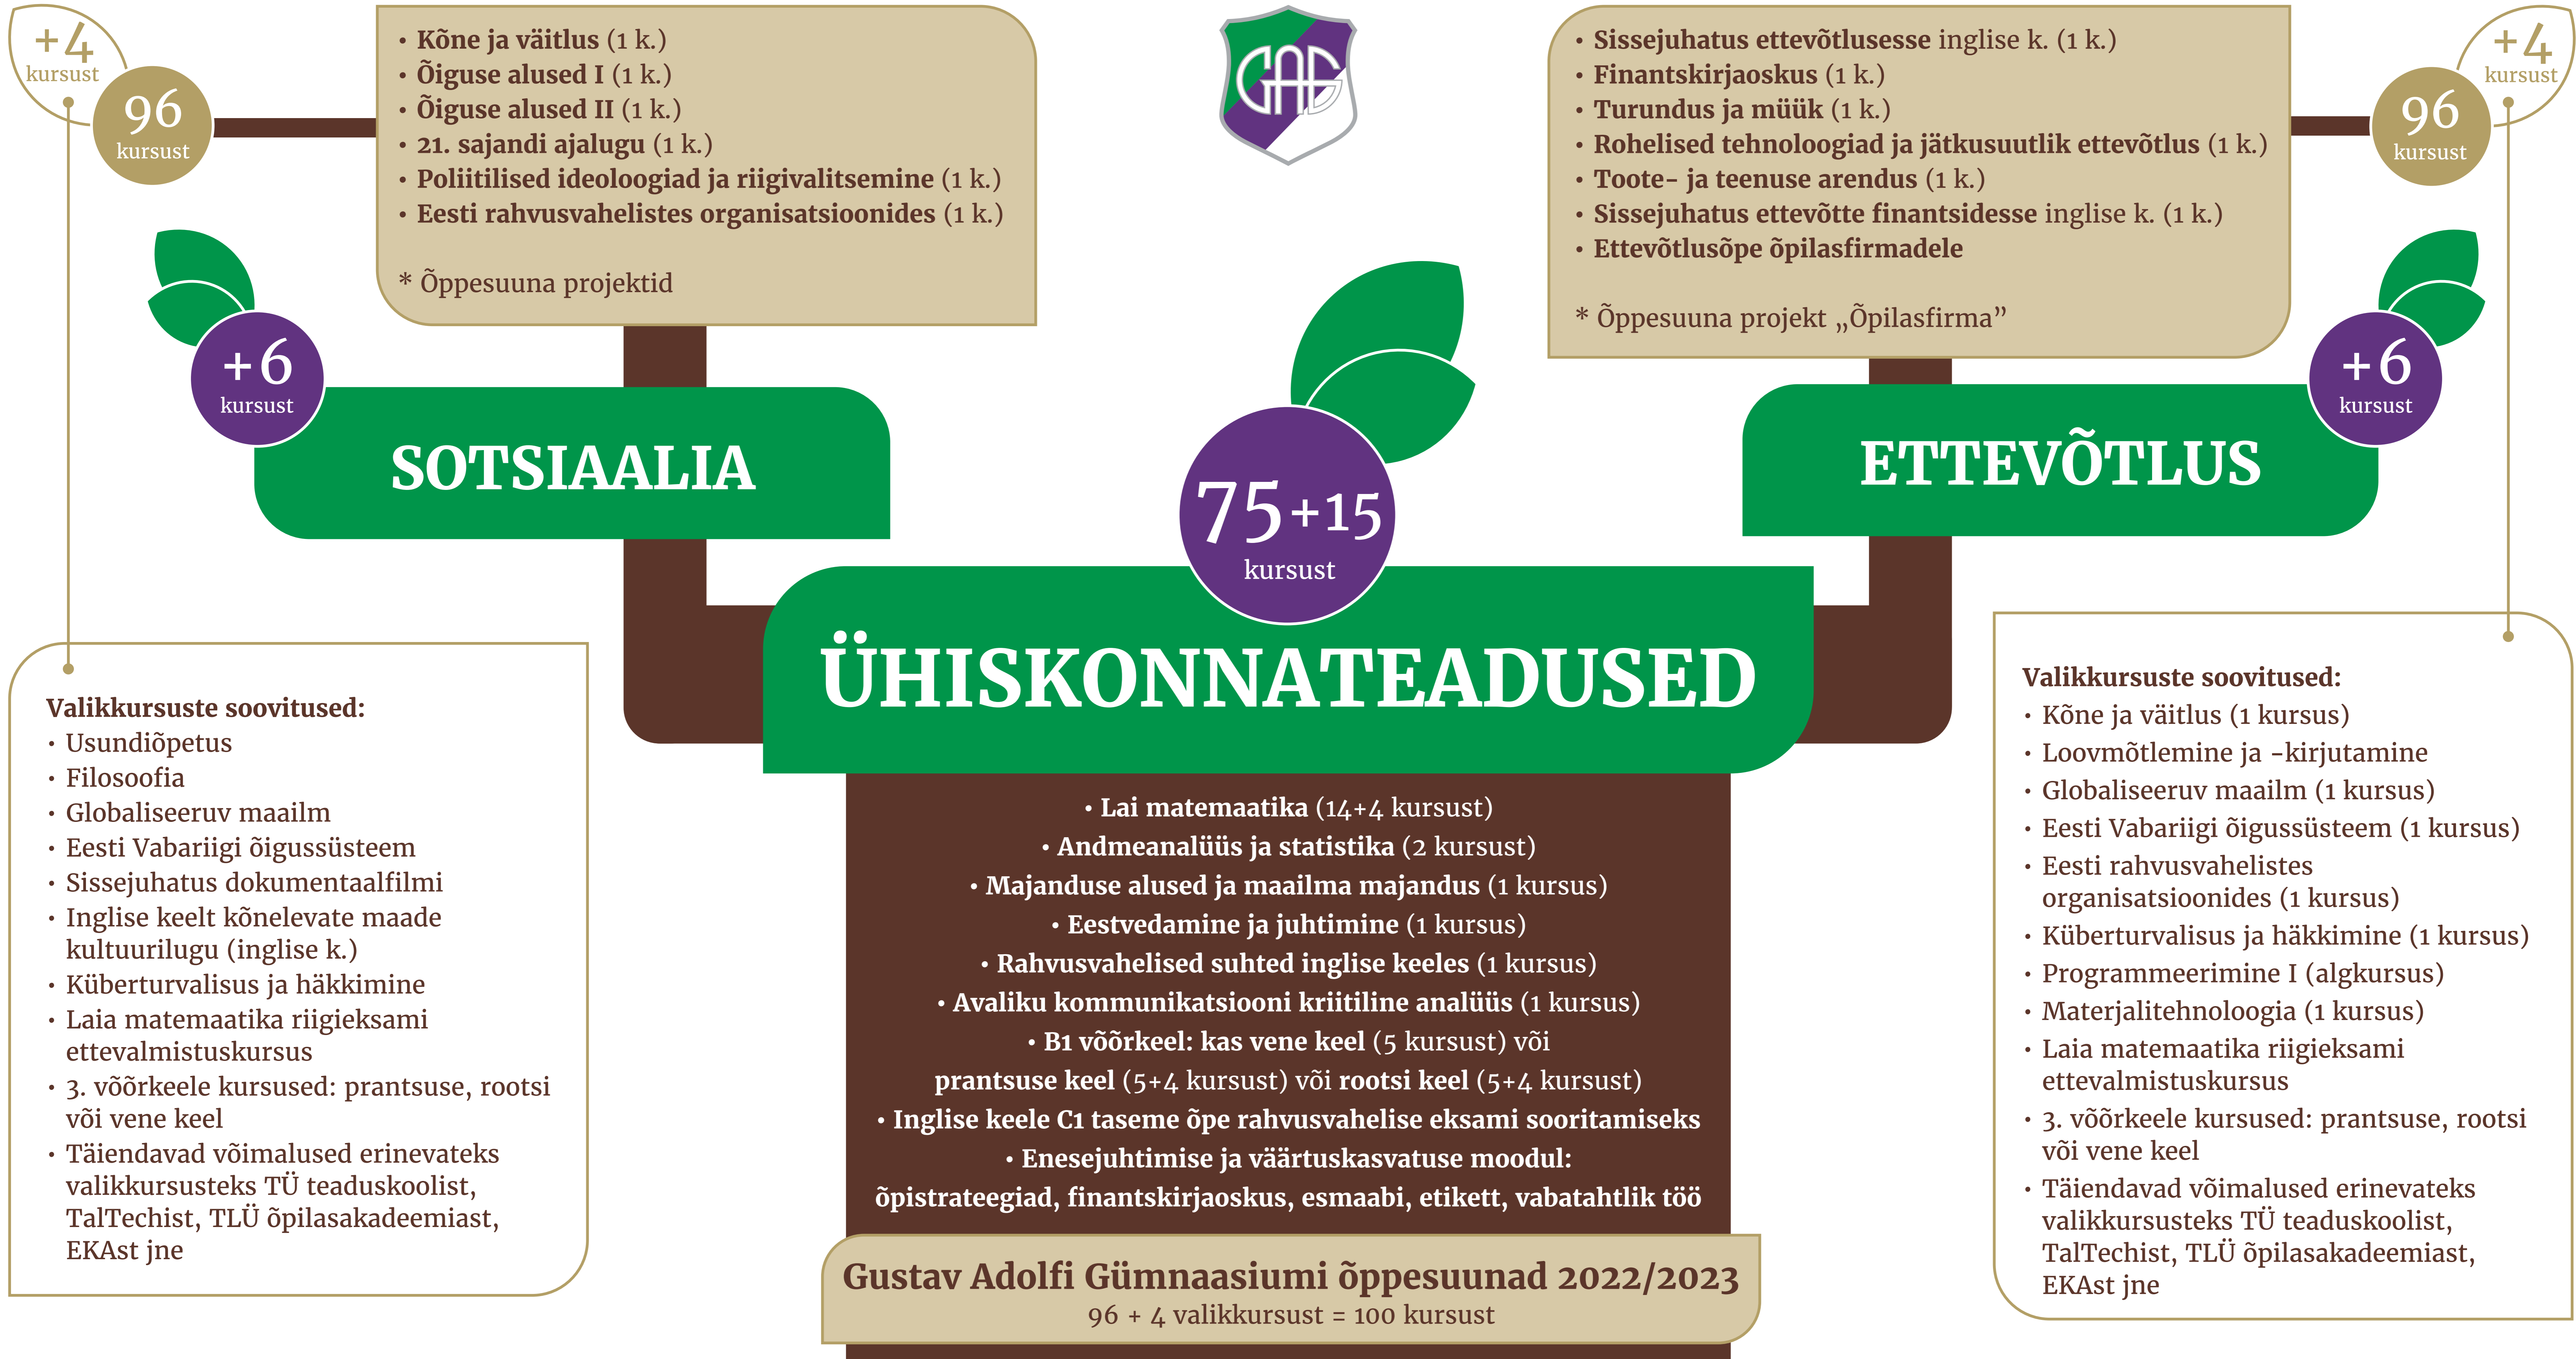 +4
kursust
96
kursust
• Kõne ja väitlus (1 k.)
• Õiguse alused I (1 k.)
• Õiguse alused II (1 k.)
• 21. sajandi ajalugu (1 k.)
• Poliitilised ideoloogiad ja riigivalitsemine (1 k.)
• Eesti rahvusvahelistes organisatsioonides (1 k.)
* Õppesuuna projektid
GAG
• Sissejuhatus ettevõtlusesse inglise k. (1 k.)
• Finantskirjaoskus (1 k.)
• Turundus ja müük (1 k.)
• Rohelised tehnoloogiad ja jätkusuutlik ettevõtlus (1 k.)
• Toote- ja teenuse arendus (1 k.)
• Sissejuhatus ettevõtte finantsidesse inglise k. (1 k.)
• Ettevõtlusõpe õpilasfirmadele
* Õppesuuna projekt „Õpilasfirma”
+4
kursust
96
kursust
+6
kursust
SOTSIAALIA
75+15
kursust
+6
kursust
ETTEVÕTLUS
ÜHISKONNATEADUSED
Valikkursuste soovitused:
• Usundiõpetus
• Filosoofia
• Globaliseeruv maailm
• Eesti Vabariigi õigussüsteem
• Sissejuhatus dokumentaalfilmi
• Inglise keelt kõnelevate maade
kultuurilugu (inglise k.)
• Küberturvalisus ja häkkimine
• Laia matemaatika riigieksami
ettevalmistuskursus
• 3. võõrkeele kursused: prantsuse, rootsi
või vene keel
• Täiendavad võimalused erinevateks
valikkursusteks TÜ teaduskoolist,
TalTechist, TLÜ õpilasakadeemiast,
EKAst jne
• Lai matemaatika (14+4 kursust)
• Andmeanalüüs ja statistika (2 kursust)
• Majanduse alused ja maailma majandus (1 kursus)
• Eestvedamine ja juhtimine (1 kursus)
• Rahvusvahelised suhted inglise keeles (1 kursus)
• Avaliku kommunikatsiooni kriitiline analüüs (1 kursus)
• B1 võõrkeel: kas vene keel (5 kursust) või
prantsuse keel (5+4 kursust) või rootsi keel (5+4 kursust)
• Inglise keele C1 taseme õpe rahvusvahelise eksami sooritamiseks
• Enesejuhtimise ja väärtuskasvatuse moodul:
õpistrateegiad, finantskirjaoskus, esmaabi, etikett, vabatahtlik töö
Gustav Adolfi Gümnaasiumi õppesuunad 2022/2023
96 + 4 valikkursust = 100 kursust
Valikkursuste soovitused:
• Kõne ja väitlus (1 kursus)
• Loovmõtlemine ja -kirjutamine
• Globaliseeruv maailm (1 kursus)
• Eesti Vabariigi õigussüsteem (1 kursus)
• Eesti rahvusvahelistes
organisatsioonides (1 kursus)
• Küberturvalisus ja häkkimine (1 kursus)
• Programmeerimine I (algkursus)
• Materjalitehnoloogia (1 kursus)
• Laia matemaatika riigieksami
ettevalmistuskursus
• 3. võõrkeele kursused: prantsuse, rootsi
või vene keel
• Täiendavad võimalused erinevateks
valikkursusteks TÜ teaduskoolist,
TalTechist, TLÜ õpilasakadeemiast,
EKAst jne